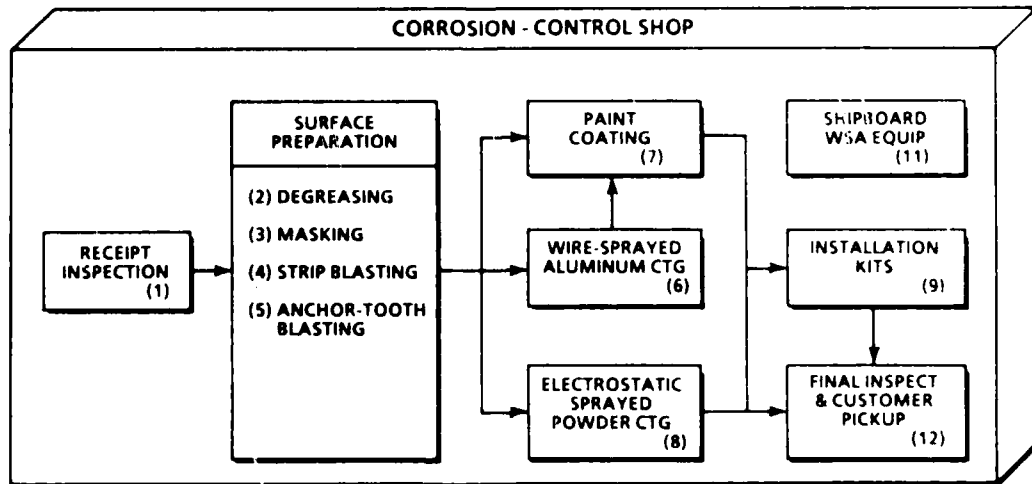 CORROSION - CONTROL SHOP
RECEIPT
INSPECTION
(1)
SURFACE
PREPARATION
(2) DEGREASING
(3) MASKING
(4) STRIP BLASTING
(5) ANCHOR-TOOTH
BLASTING
PAINT
COATING
(7)
WIRE-SPRAYED
ALUMINUM CTG
(6)
ELECTROSTATIC
SPRAYED
POWDER CTG
(8)
SHIPBOARD
WSA EQUIP
(11)
INSTALLATION
KITS
(9)
FINAL INSPECT
& CUSTOMER
PICKUP
(12)